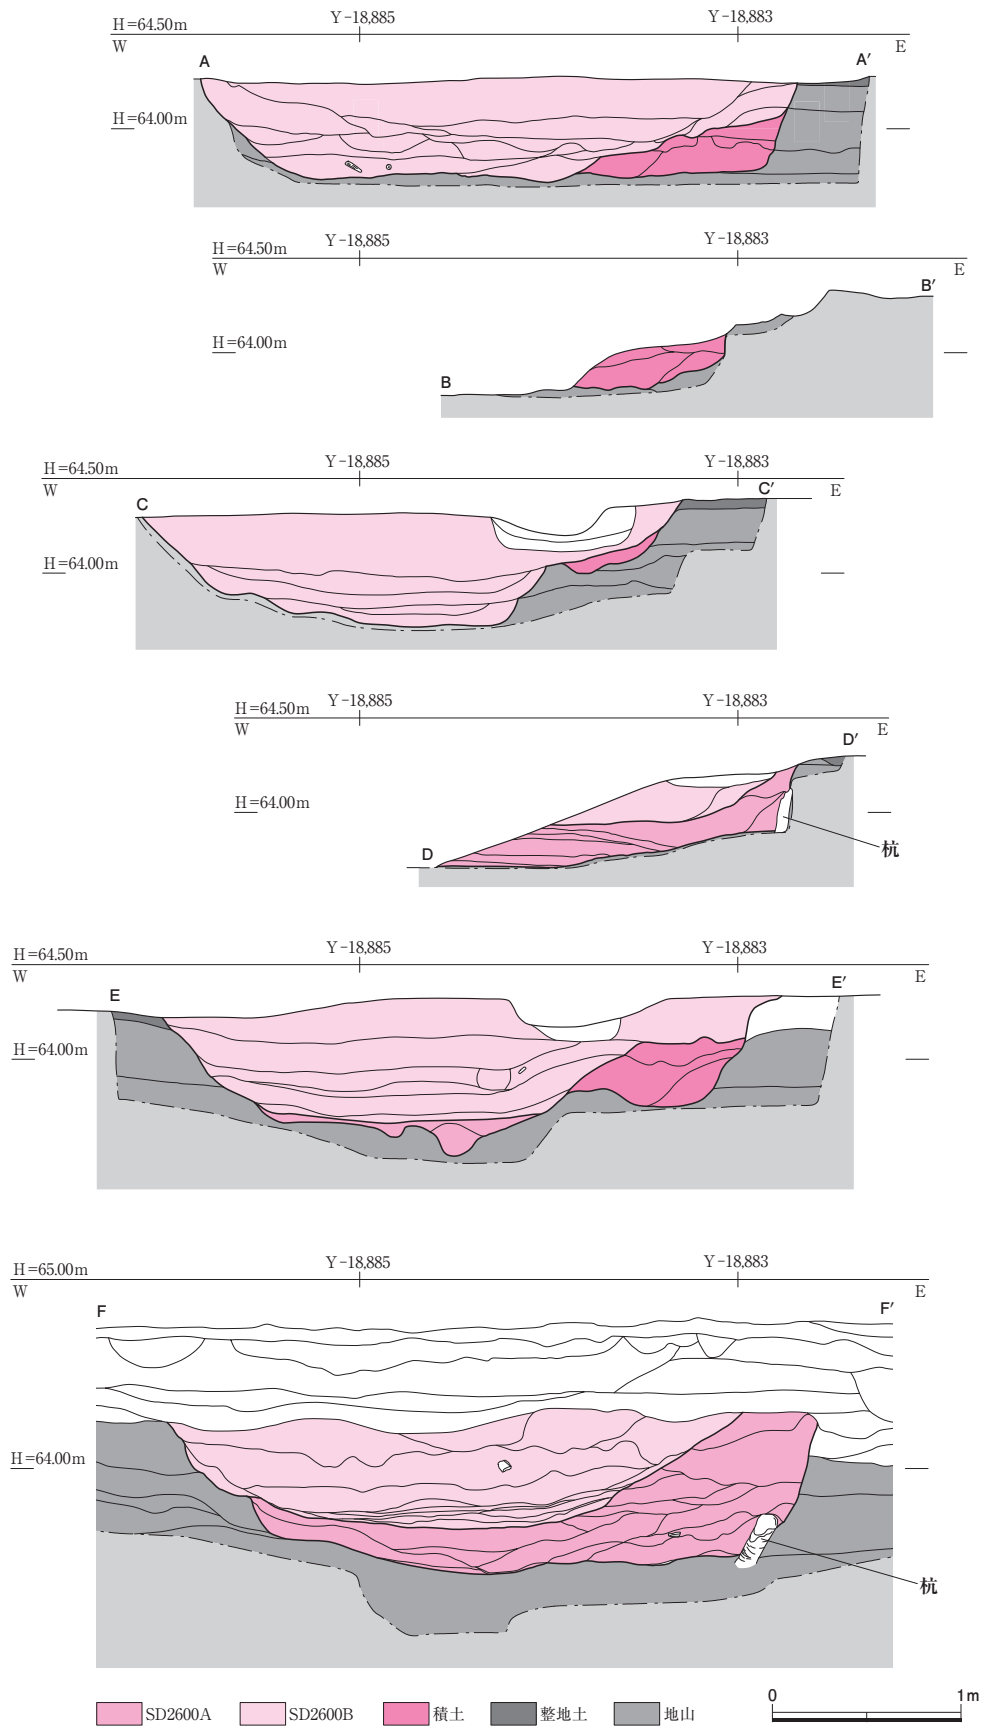 Y-18,885 Y-18,883
H=64.50m
W E
A A′
H=64.00m
Y-18,885 Y-18,883
H=64.50m
W E
B′
H=64.00m
B
Y-18,885 Y-18,883
H=64.50m
W E
C C′
H=64.00m
Y-18,885 Y-18,883
H=64.50m
W E
D′
H=64.00m
D
杭
Y-18,885 Y-18,883
H=64.50m
W E
E E′
H=64.00m
Y-18,885 Y-18,883
H=65.00m
W E
F F′
H=64.00m
杭
SD2600A SD2600B 積土 整地土 地山
0 1m